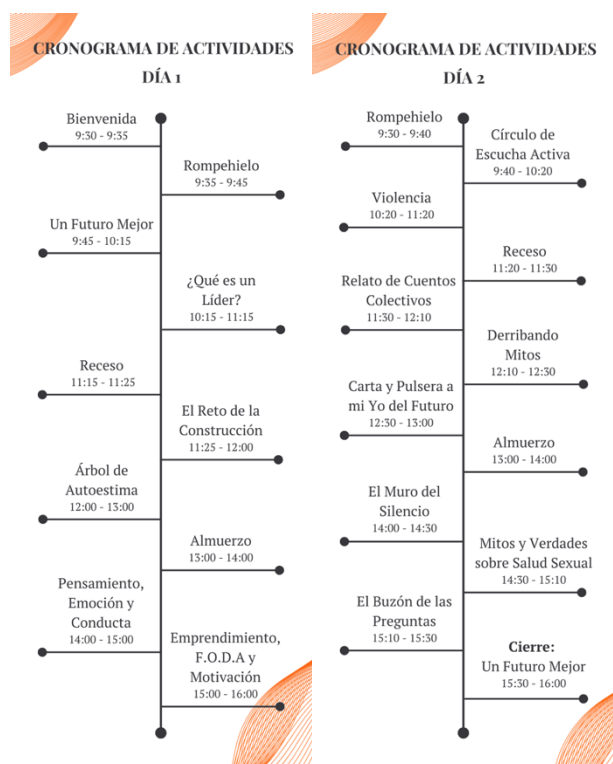 CRONOGRAMA DE ACTIVIDADES
DÍA 1
Bienvenida
9:30 - 9:35
Rompehielo
9:35 - 9:45
Un Futuro Mejor
9:45 - 10:15
¿Qué es un
Líder?
10:15 - 11:15
Receso
11:15 - 11:25
El Reto de la
Construcción
11:25 - 12:00
Árbol de
Autoestima
12:00 - 13:00
Almuerzo
13:00 - 14:00
Pensamiento,
Emoción y
Conducta
14:00 - 15:00
Emprendimiento,
F.O.D.A y
Motivación
15:00 - 16:00
CRONOGRAMA DE ACTIVIDADES
DÍA 2
Rompehielo
9:30 - 9:40
Círculo de
Escucha Activa
9:40 - 10:20
Violencia
10:20 - 11:20
Receso
11:20 - 11:30
Relato de Cuentos
Colectivos
11:30 - 12:10
Derribando
Mitos
12:10 - 12:30
Carta y Pulsera a
mi Yo del Futuro
12:30 - 13:00
Almuerzo
13:00 - 14:00
El Muro del
Silencio
14:00 - 14:30
Mitos y Verdades
sobre Salud Sexual
14:30 - 15:10
El Buzón de las
Preguntas
15:10 - 15:30
Cierre:
Un Futuro Mejor
15:30 - 16:00